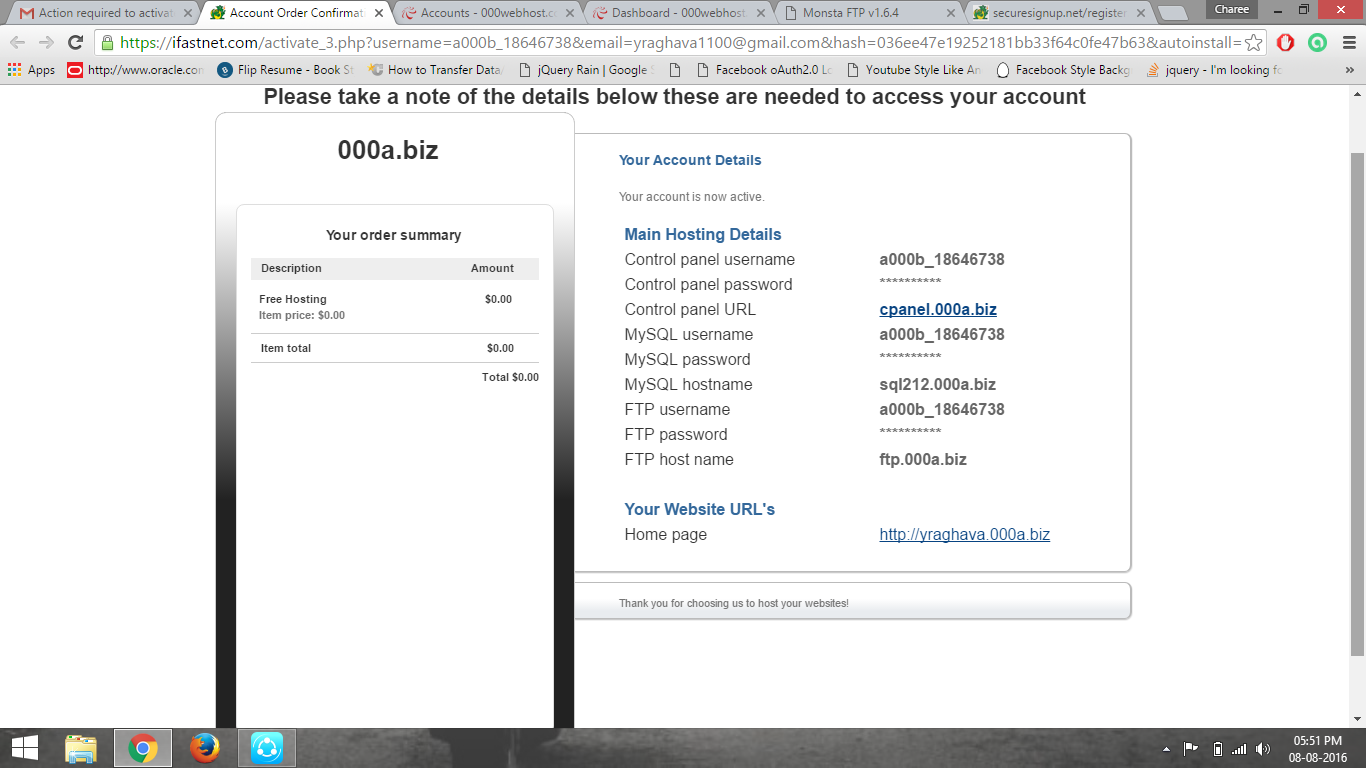 Action required to activat
Account Order Confirmat
Accounts - 000webhost.c
Dashboard - 000webhost
Monsta FTP v1.6.4
securesignup.net/register
Charee
https://ifastnet.com/activate_3.php?username=a000b_18646738&email=yraghava1100@gmail.com&hash=036ee47e19252181bb33f64c0fe47b63&autoinstall=
Apps
http://www.oracle.con
Flip Resume - Book St
How to Transfer Data
jQuery Rain | Google S
Facebook oAuth2.0 Lo
Youtube Style Like An
Facebook Style Backg
jquery - I'm looking fo
»
Please take a note of the details below these are needed to access your account
000a.biz
Your order summary
Description Amount
Free Hosting $0.00
Item price: $0.00
Item total $0.00
Total $0.00
Your Account Details
Your account is now active.
Main Hosting Details
Control panel username a000b_18646738
Control panel password **********
Control panel URL cpanel.000a.biz
MySQL username a000b_18646738
MySQL password **********
MySQL hostname sql212.000a.biz
FTP username a000b_18646738
FTP password **********
FTP host name ftp.000a.biz
Your Website URL's
Home page http://yraghava.000a.biz
Thank you for choosing us to host your websites!
05:51 PM
08-08-2016